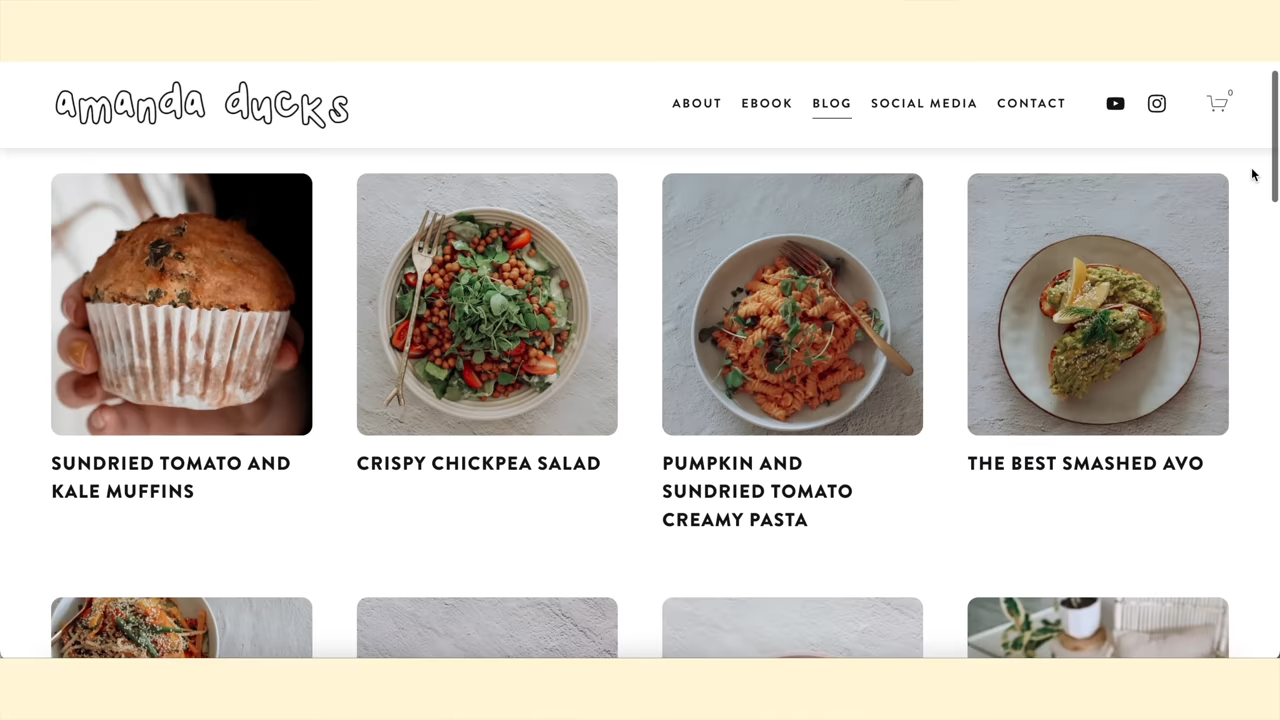 amanda ducks
ABOUT EBOOK BLOG SOCIAL MEDIA CONTACT 0
SUNDRIED TOMATO AND
KALE MUFFINS
CRISPY CHICKPEA SALAD
PUMPKIN AND
SUNDRIED TOMATO
CREAMY PASTA
THE BEST SMASHED AVO